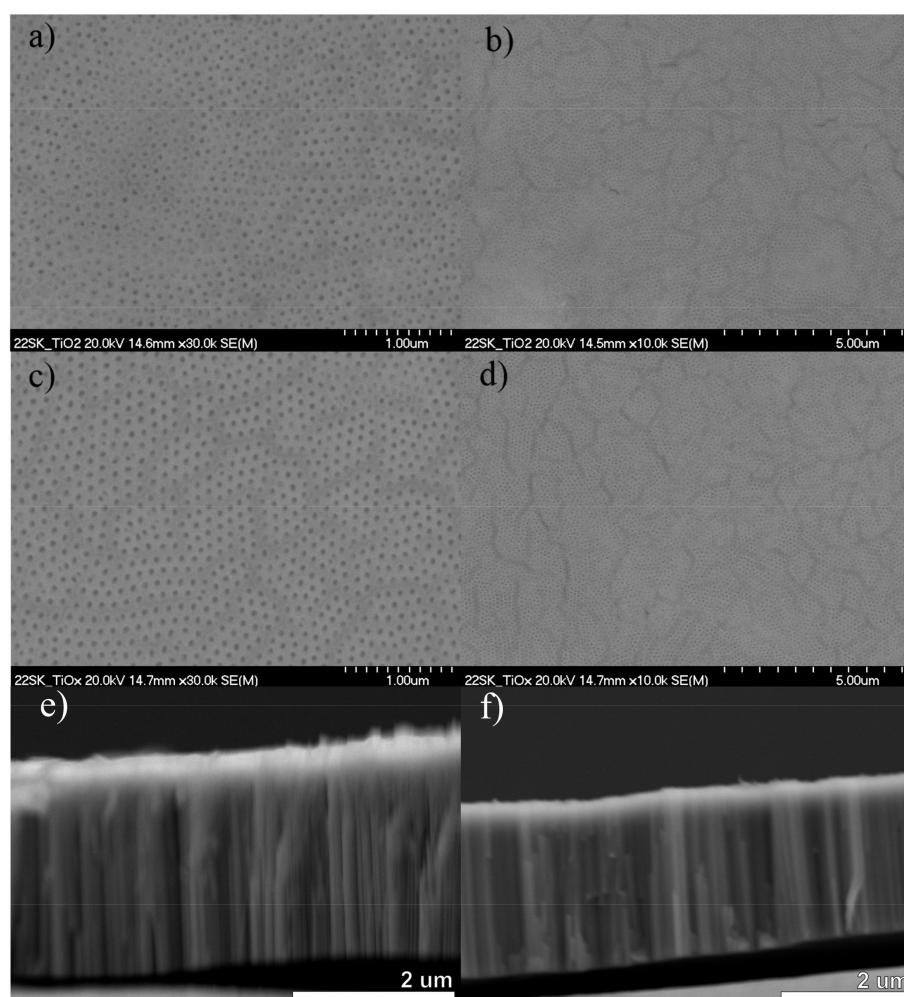 a)
b)
22SK_TiO2 20.0kV 14.6mm x30.0k SE(M) 1.00um
22SK_TiO2 20.0kV 14.5mm x10.0k SE(M) 5.00um
c)
d)
22SK_TiOx 20.0kV 14.7mm x30.0k SE(M) 1.00um
22SK_TiOx 20.0kV 14.7mm x10.0k SE(M) 5.00um
e)
f)
2 um
2 um